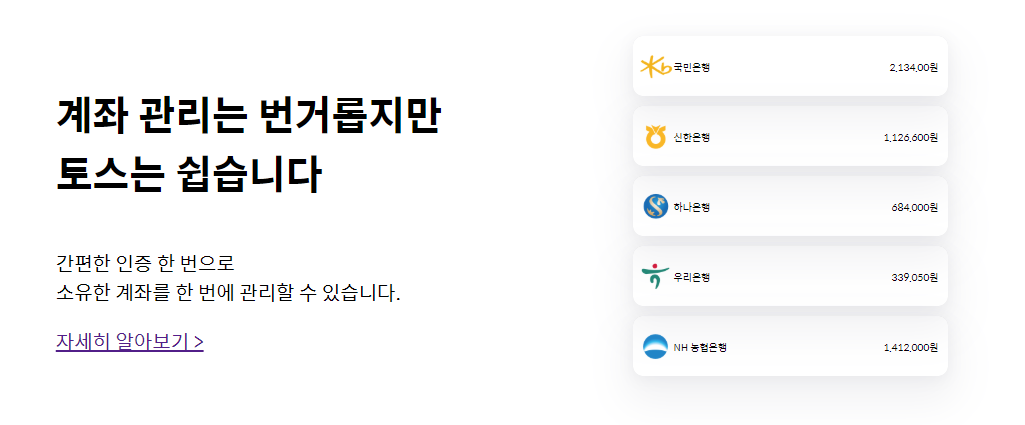 계좌 관리는 번거롭지만
토스는 쉽습니다
간편한 인증 한 번으로
소유한 계좌를 한 번에 관리할 수 있습니다.
자세히 알아보기 >
Kb 국민은행 2,134,00원
신한은행 1,126,600원
하나은행 684,000원
우리은행 339,050원
NH 농협은행 1,412,000원